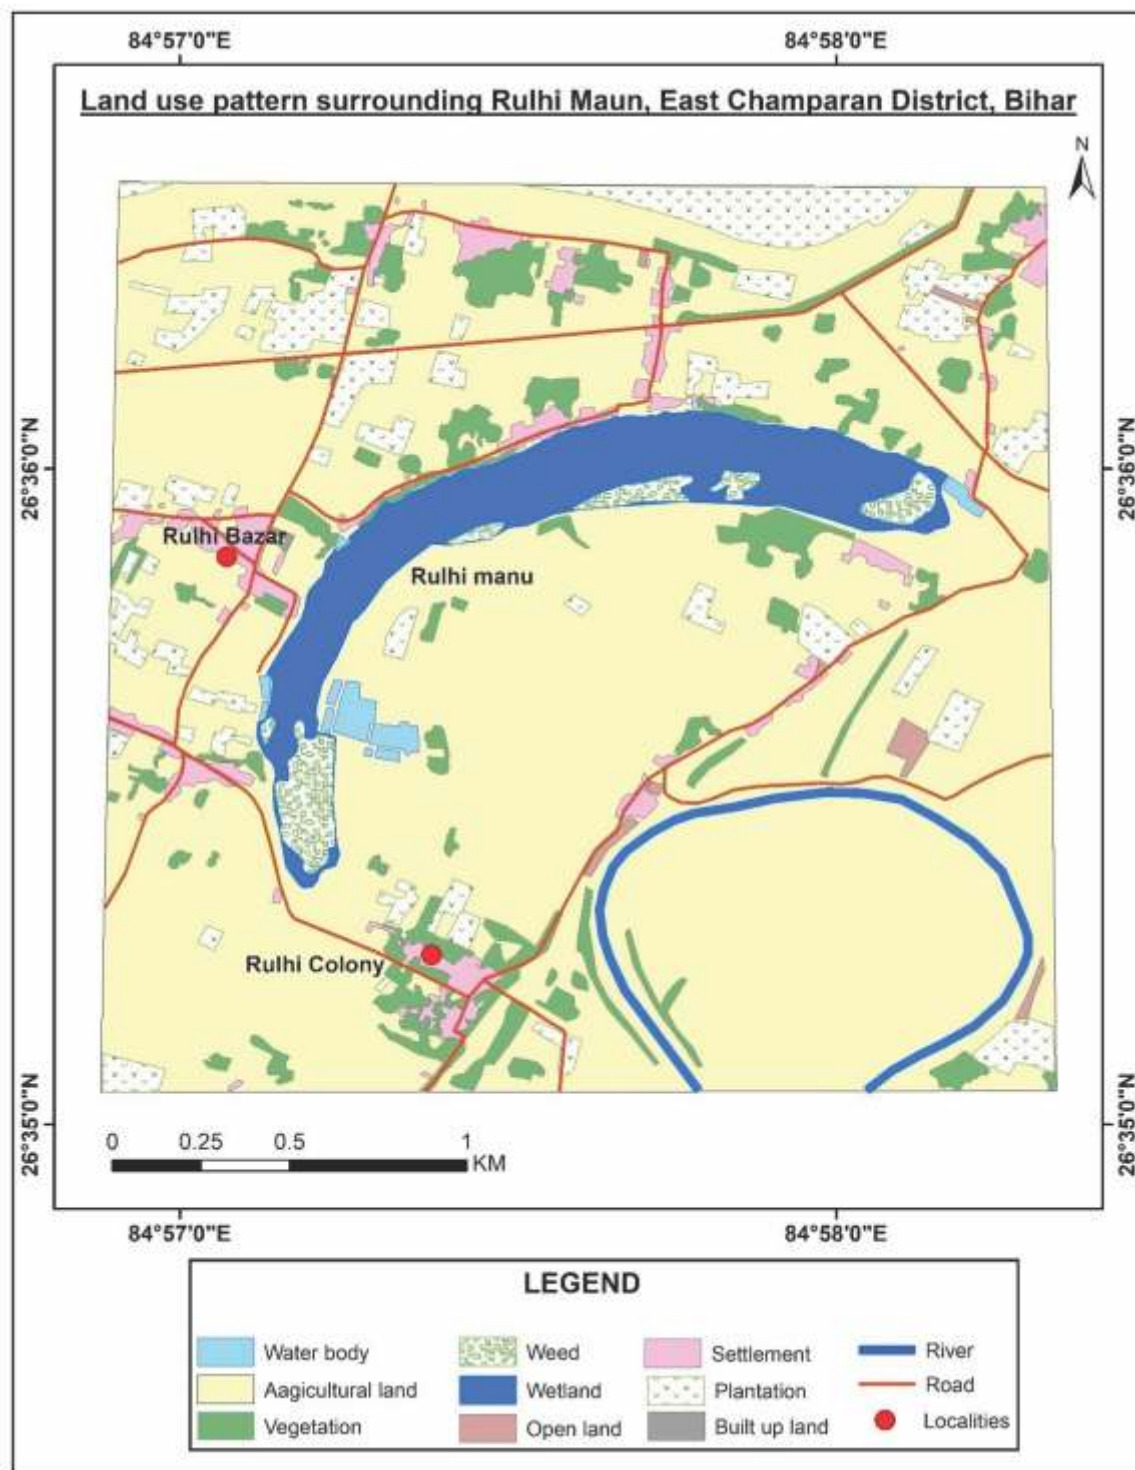 84°57'0"E 84°58'0"E
Land use pattern surrounding Rulhi Maun, East Champaran District, Bihar
N
26°36'0"N 26°36'0"N
Rulhi Bazar
Rulhi manu
Rulhi Colony
26°35'0"N 26°35'0"N
0 0.25 0.5 1
KM
84°57'0"E 84°58'0"E
LEGEND
Water body Weed Settlement River
Aagicultural land Wetland Plantation Road
Vegetation Open land Built up land Localities